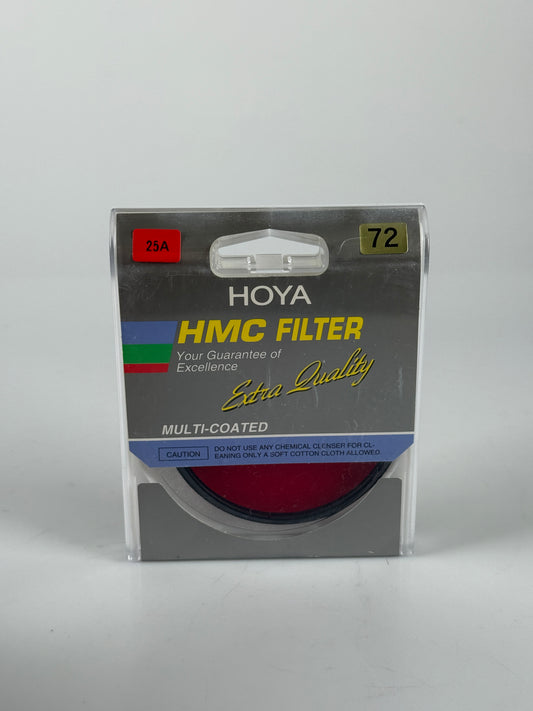 25A
72
HOYA
HMC FILTER
Your Guarantee of
Excellence
Extra Quality
MULTI-COATED
CAUTION
DO NOT USE ANY CHEMICAL CLENSER FOR CL-
EANING ONLY A SOFT COTTON CLOTH ALLOWED.